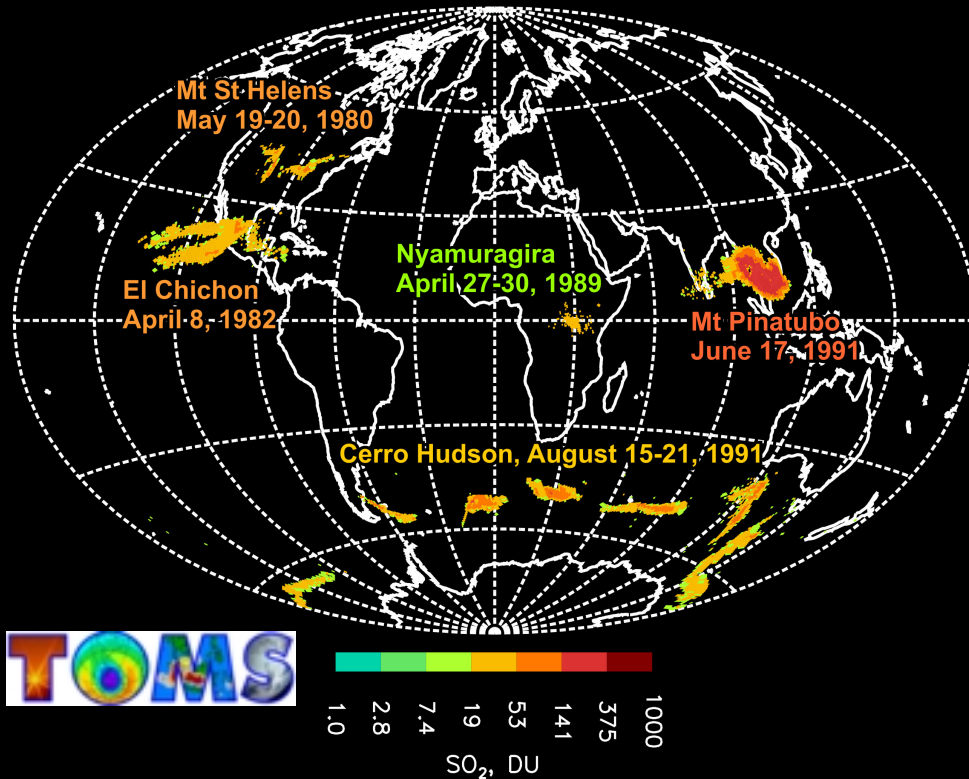 Mt St Helens
May 19-20, 1980
Nyamuragira
April 27-30, 1989
El Chichon
April 8, 1982
Mt Pinatubo
June 17, 1991
Cerro Hudson, August 15-21, 1991
TOMS
1.0
2.8
7.4
19
53
141
375
1000
SO₂, DU